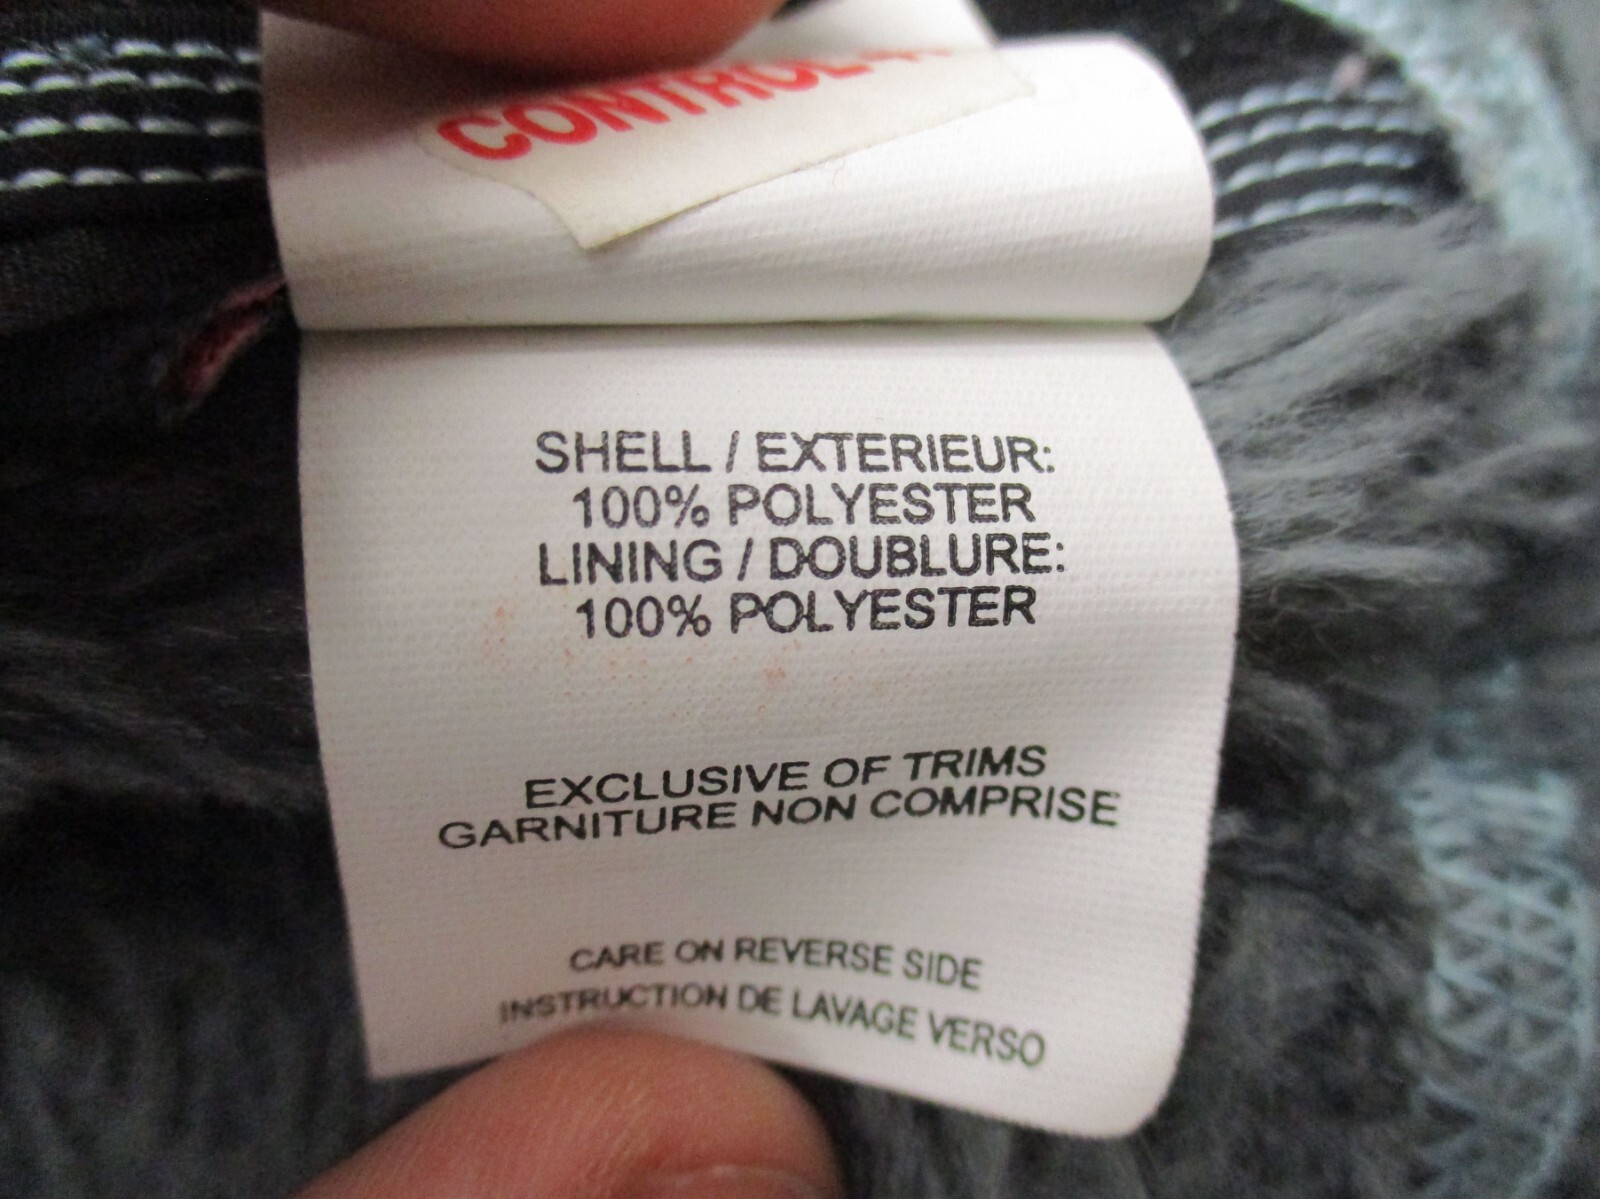 CONTROL
SHELL / EXTERIEUR:
100% POLYESTER
LINING / DOUBLURE:
100% POLYESTER
EXCLUSIVE OF TRIMS
GARNITURE NON COMPRISE
CARE ON REVERSE SIDE
INSTRUCTION DE LAVAGE VERSO